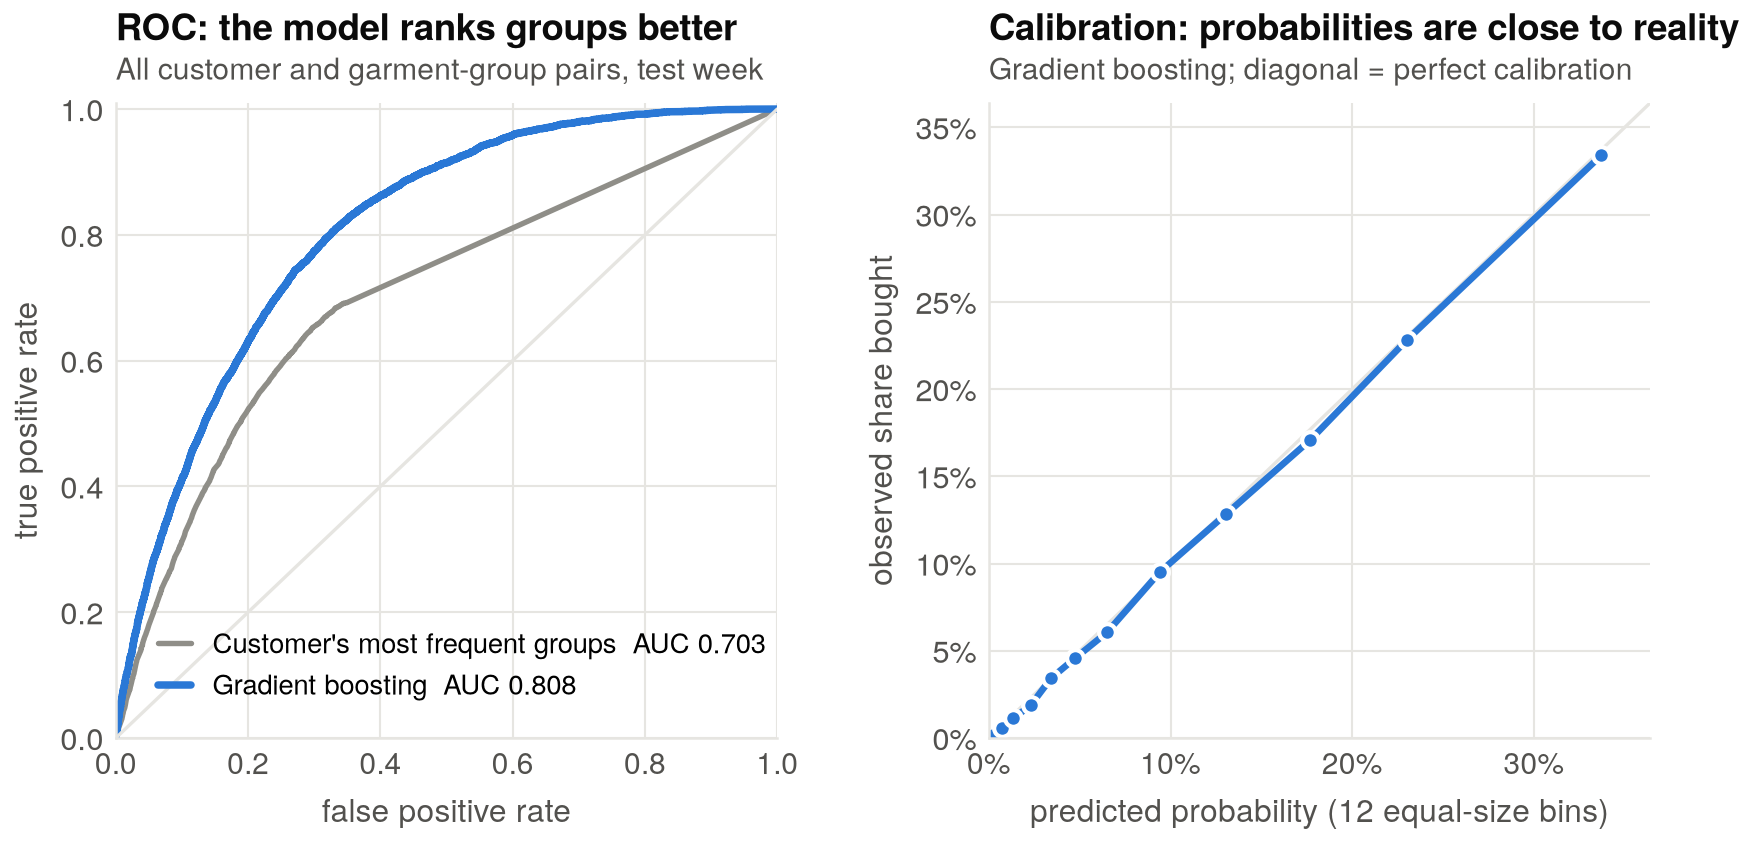 ROC: the model ranks groups better
All customer and garment-group pairs, test week
1.0
0.8
0.6
0.4
0.2
0.0
true positive rate
Customer's most frequent groups AUC 0.703
Gradient boosting AUC 0.808
0.0 0.2 0.4 0.6 0.8 1.0
false positive rate
Calibration: probabilities are close to reality
Gradient boosting; diagonal = perfect calibration
35%
30%
25%
20%
15%
10%
5%
0%
observed share bought
0% 10% 20% 30%
predicted probability (12 equal-size bins)